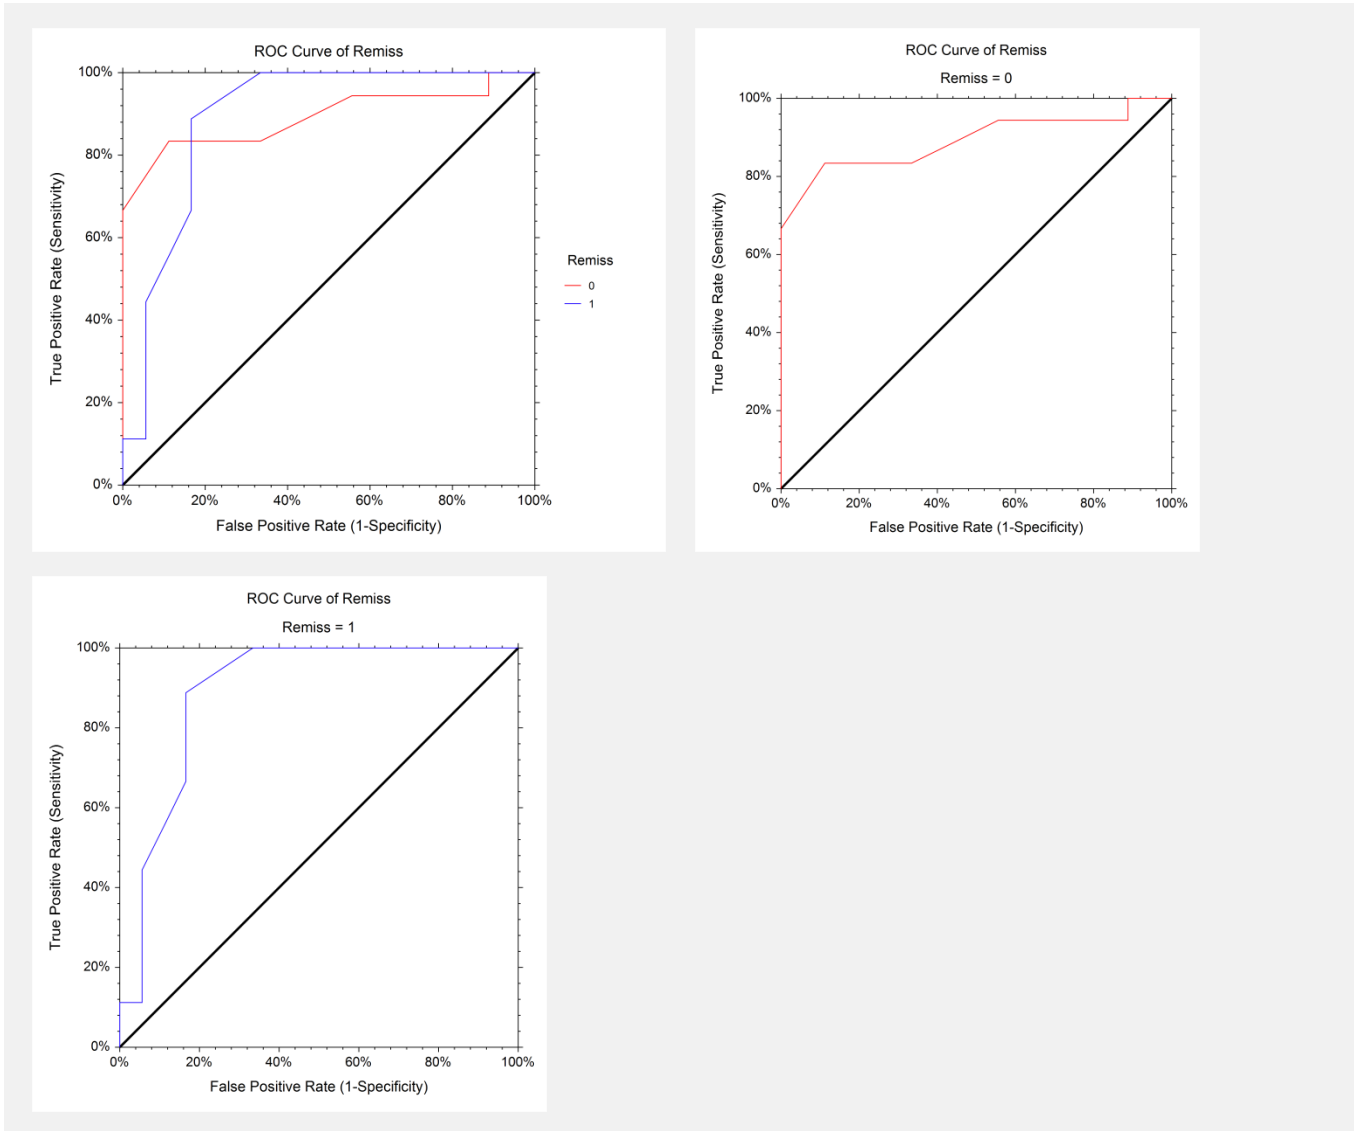 ROC Curve of Remiss
100%
80%
60%
40%
20%
0%
True Positive Rate (Sensitivity)
0% 20% 40% 60% 80% 100%
False Positive Rate (1-Specificity)
Remiss
0
1
ROC Curve of Remiss
Remiss = 0
100%
80%
60%
40%
20%
0%
True Positive Rate (Sensitivity)
0% 20% 40% 60% 80% 100%
False Positive Rate (1-Specificity)
ROC Curve of Remiss
Remiss = 1
100%
80%
60%
40%
20%
0%
True Positive Rate (Sensitivity)
0% 20% 40% 60% 80% 100%
False Positive Rate (1-Specificity)